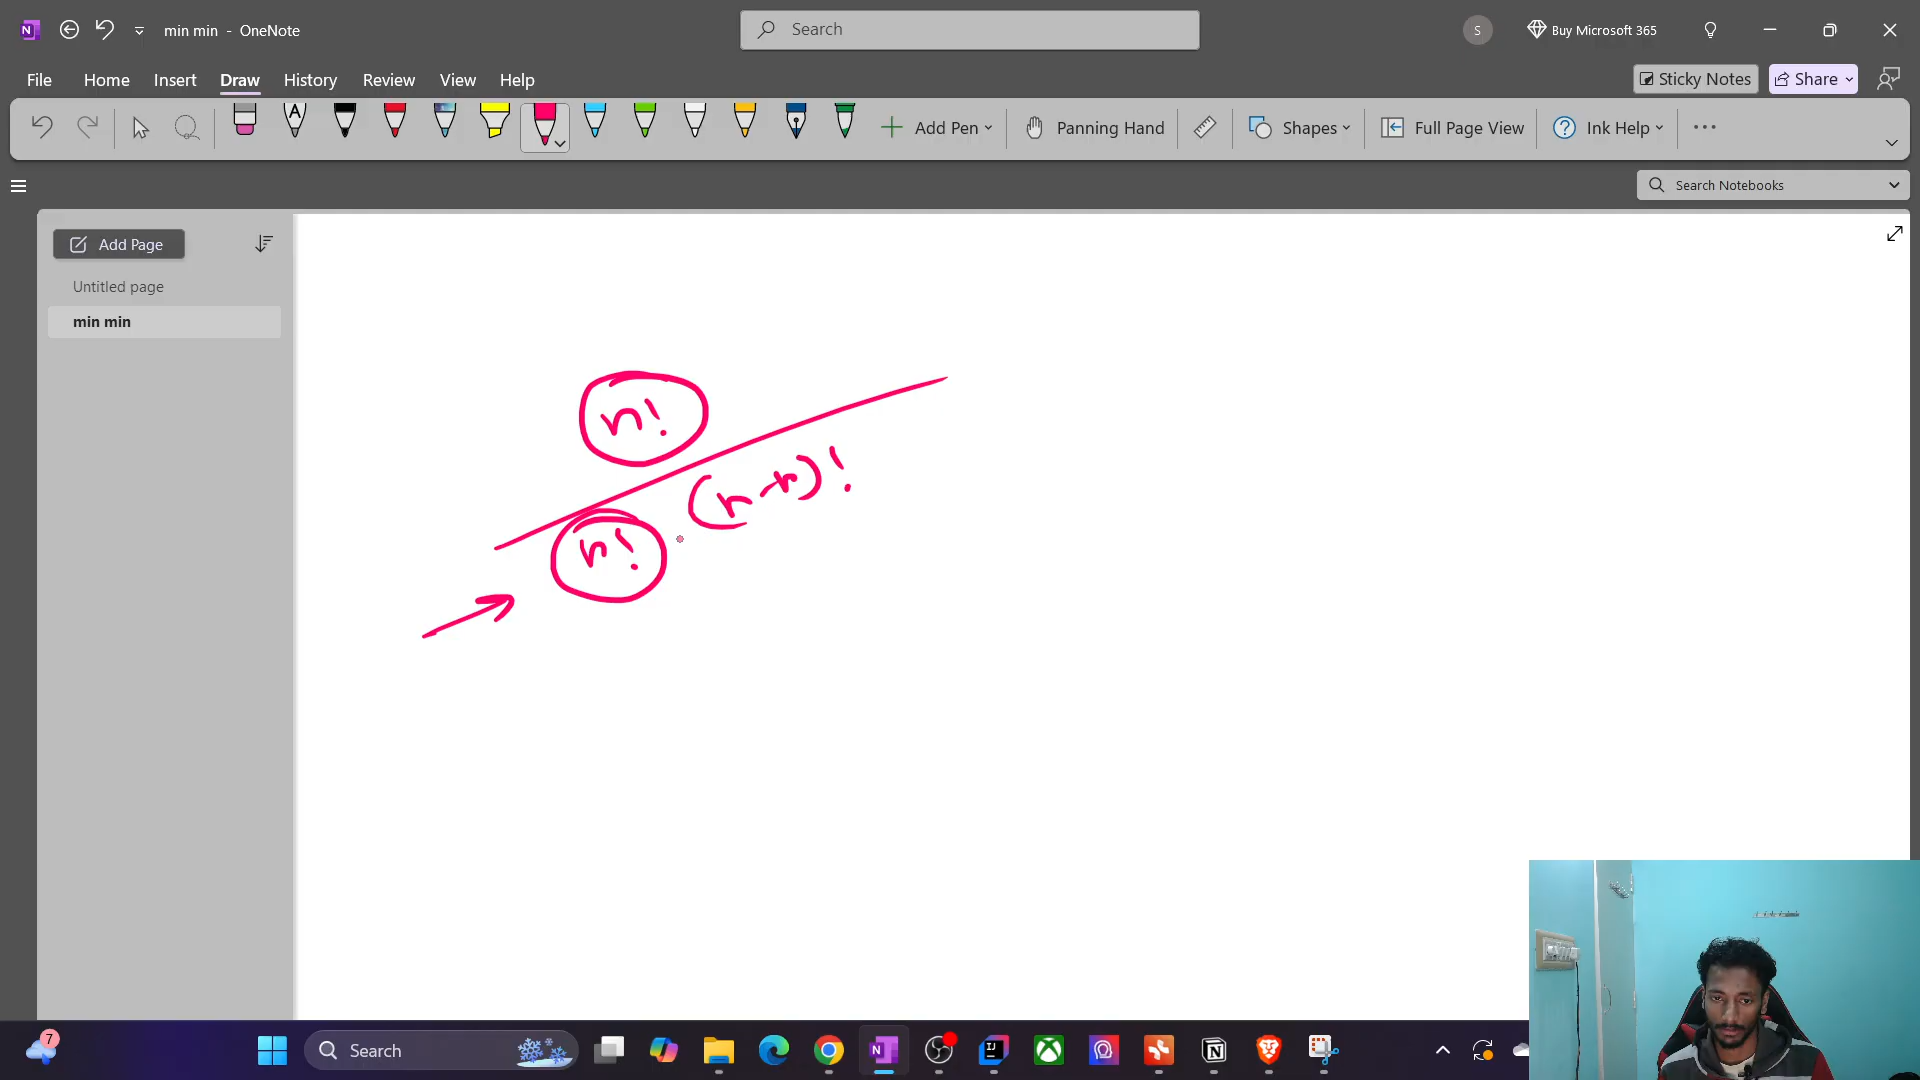 min min - OneNote
Search
S
Buy Microsoft 365
File Home Insert Draw History Review View Help
Sticky Notes
Share
Add Pen
Panning Hand
Shapes
Full Page View
Ink Help
Search Notebooks
Add Page
Untitled page
min min
n!
(n-r)!
r!
7
Search